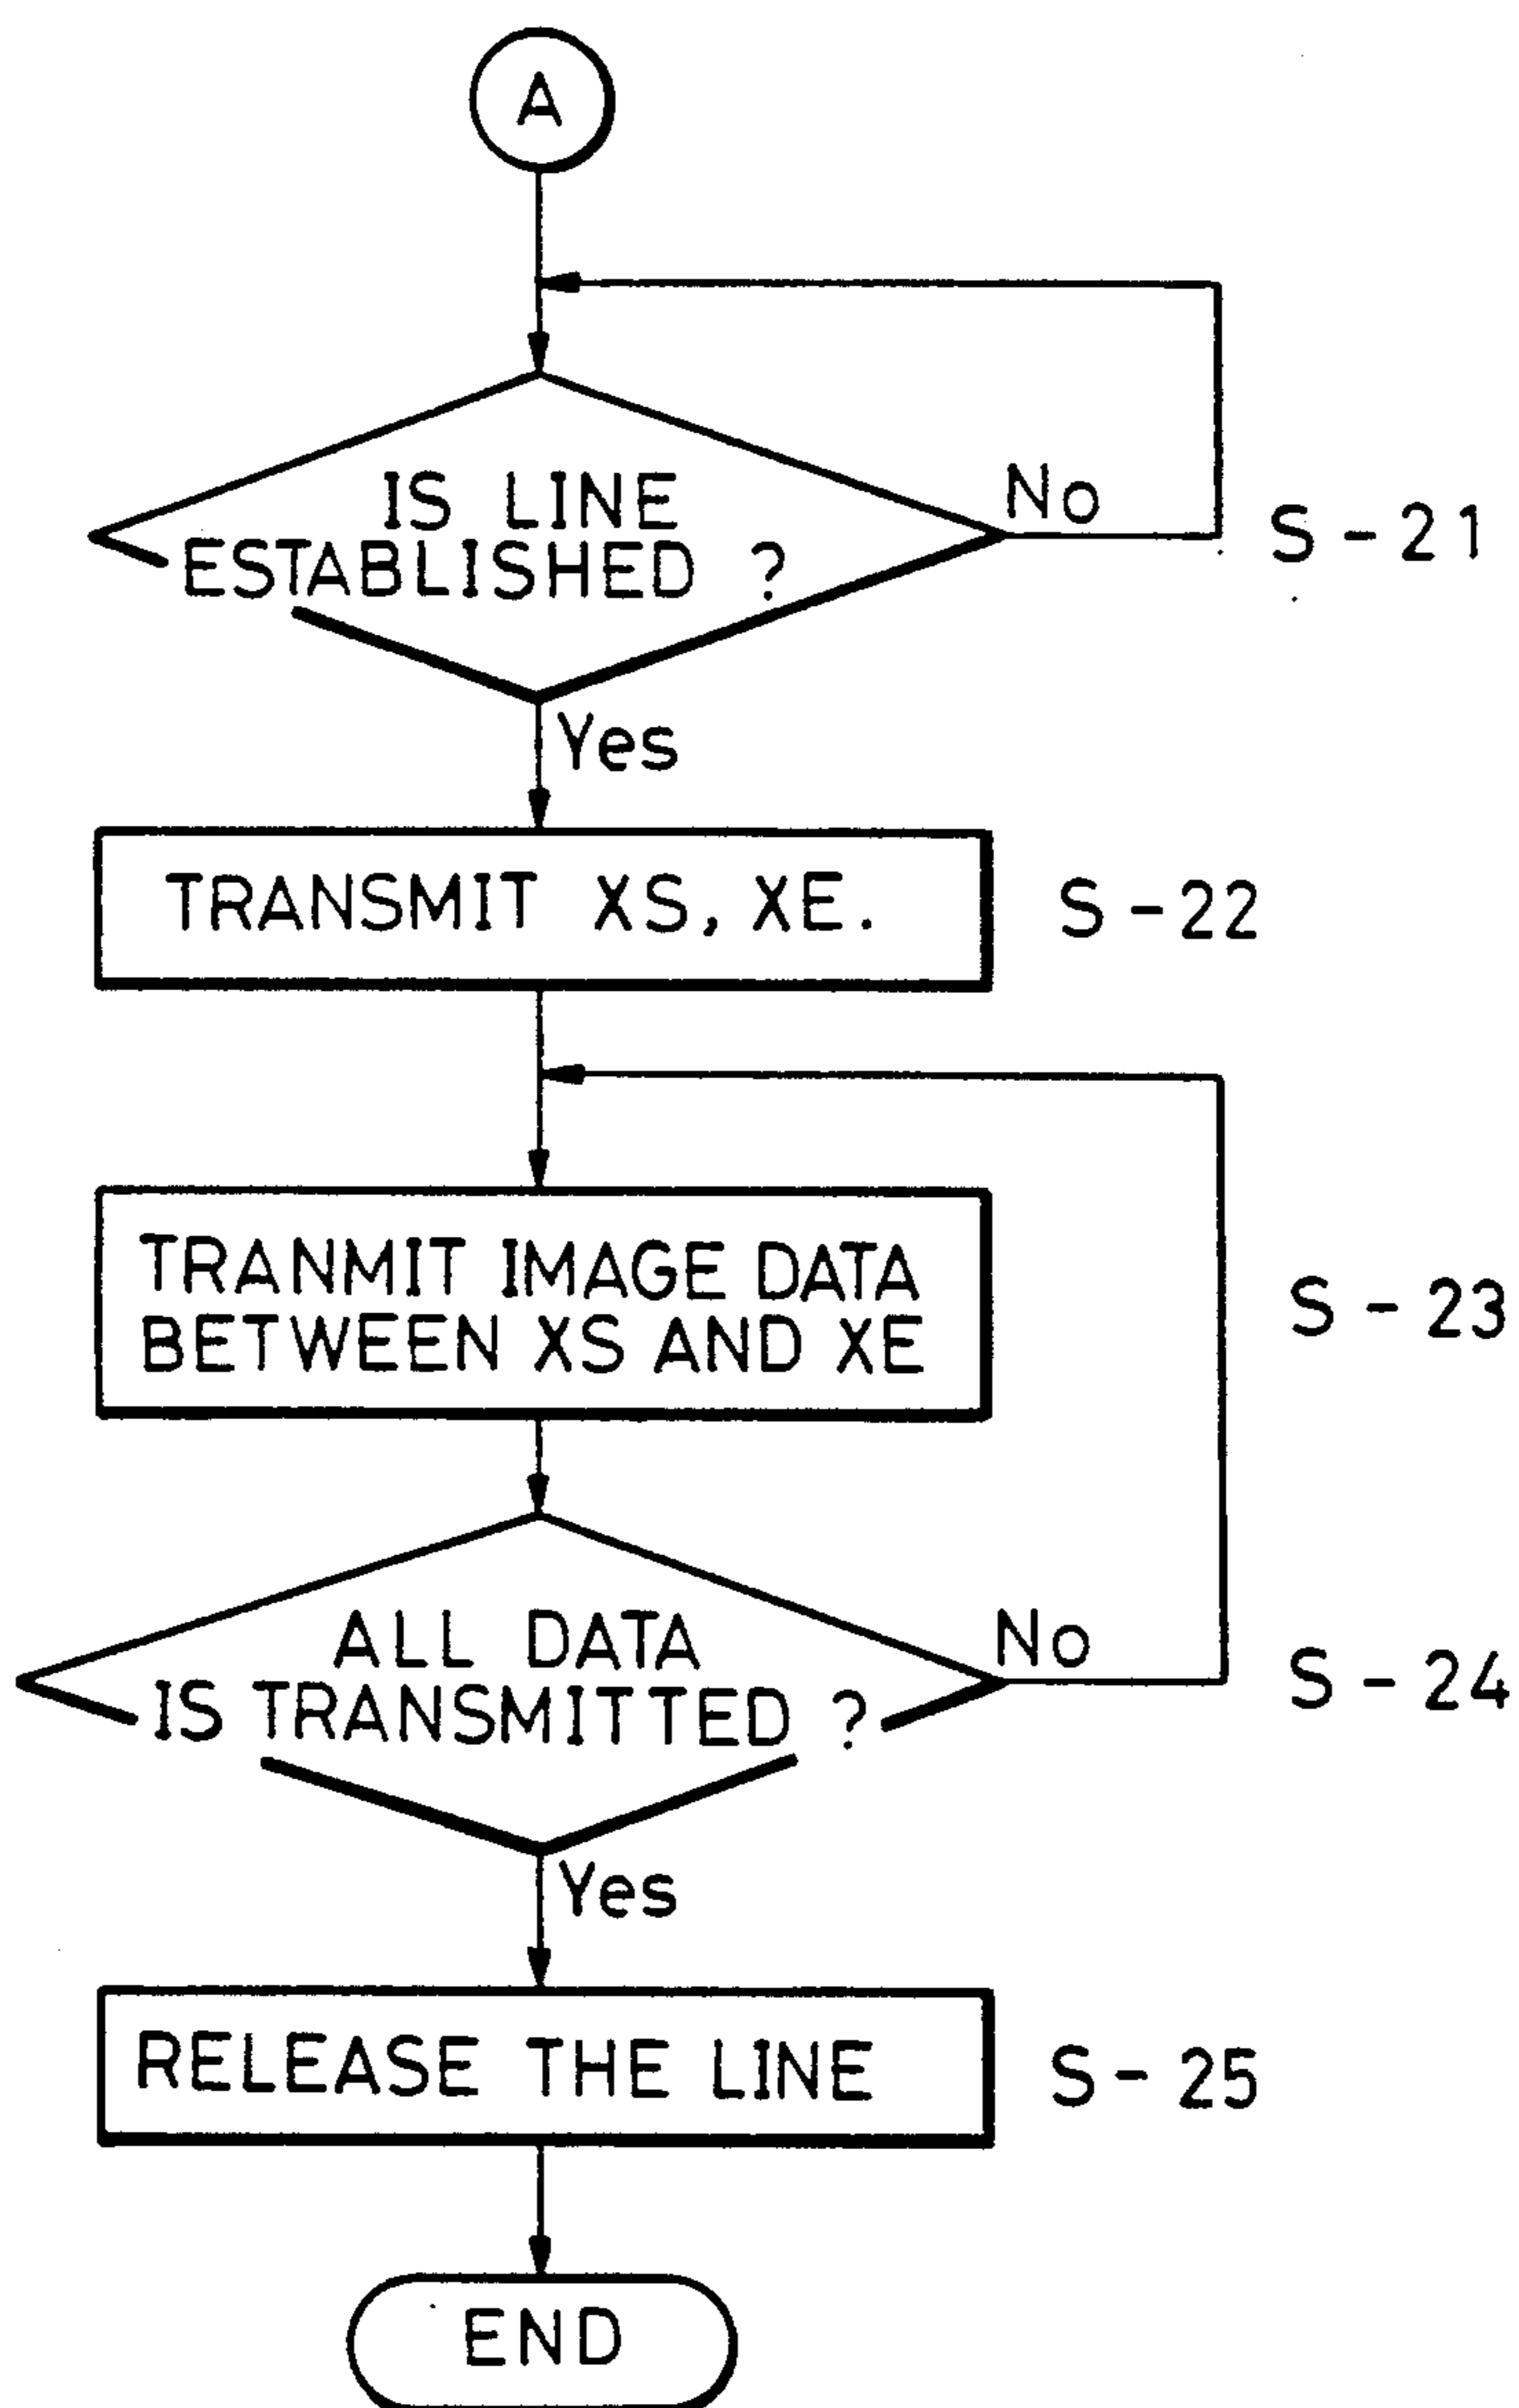 A
IS LINE
ESTABLISHED ?
No
S-21
Yes
TRANSMIT XS, XE.
S-22
TRANMIT IMAGE DATA
BETWEEN XS AND XE
S-23
ALL DATA
IS TRANSMITTED ?
No
S-24
Yes
RELEASE THE LINE
S-25
END